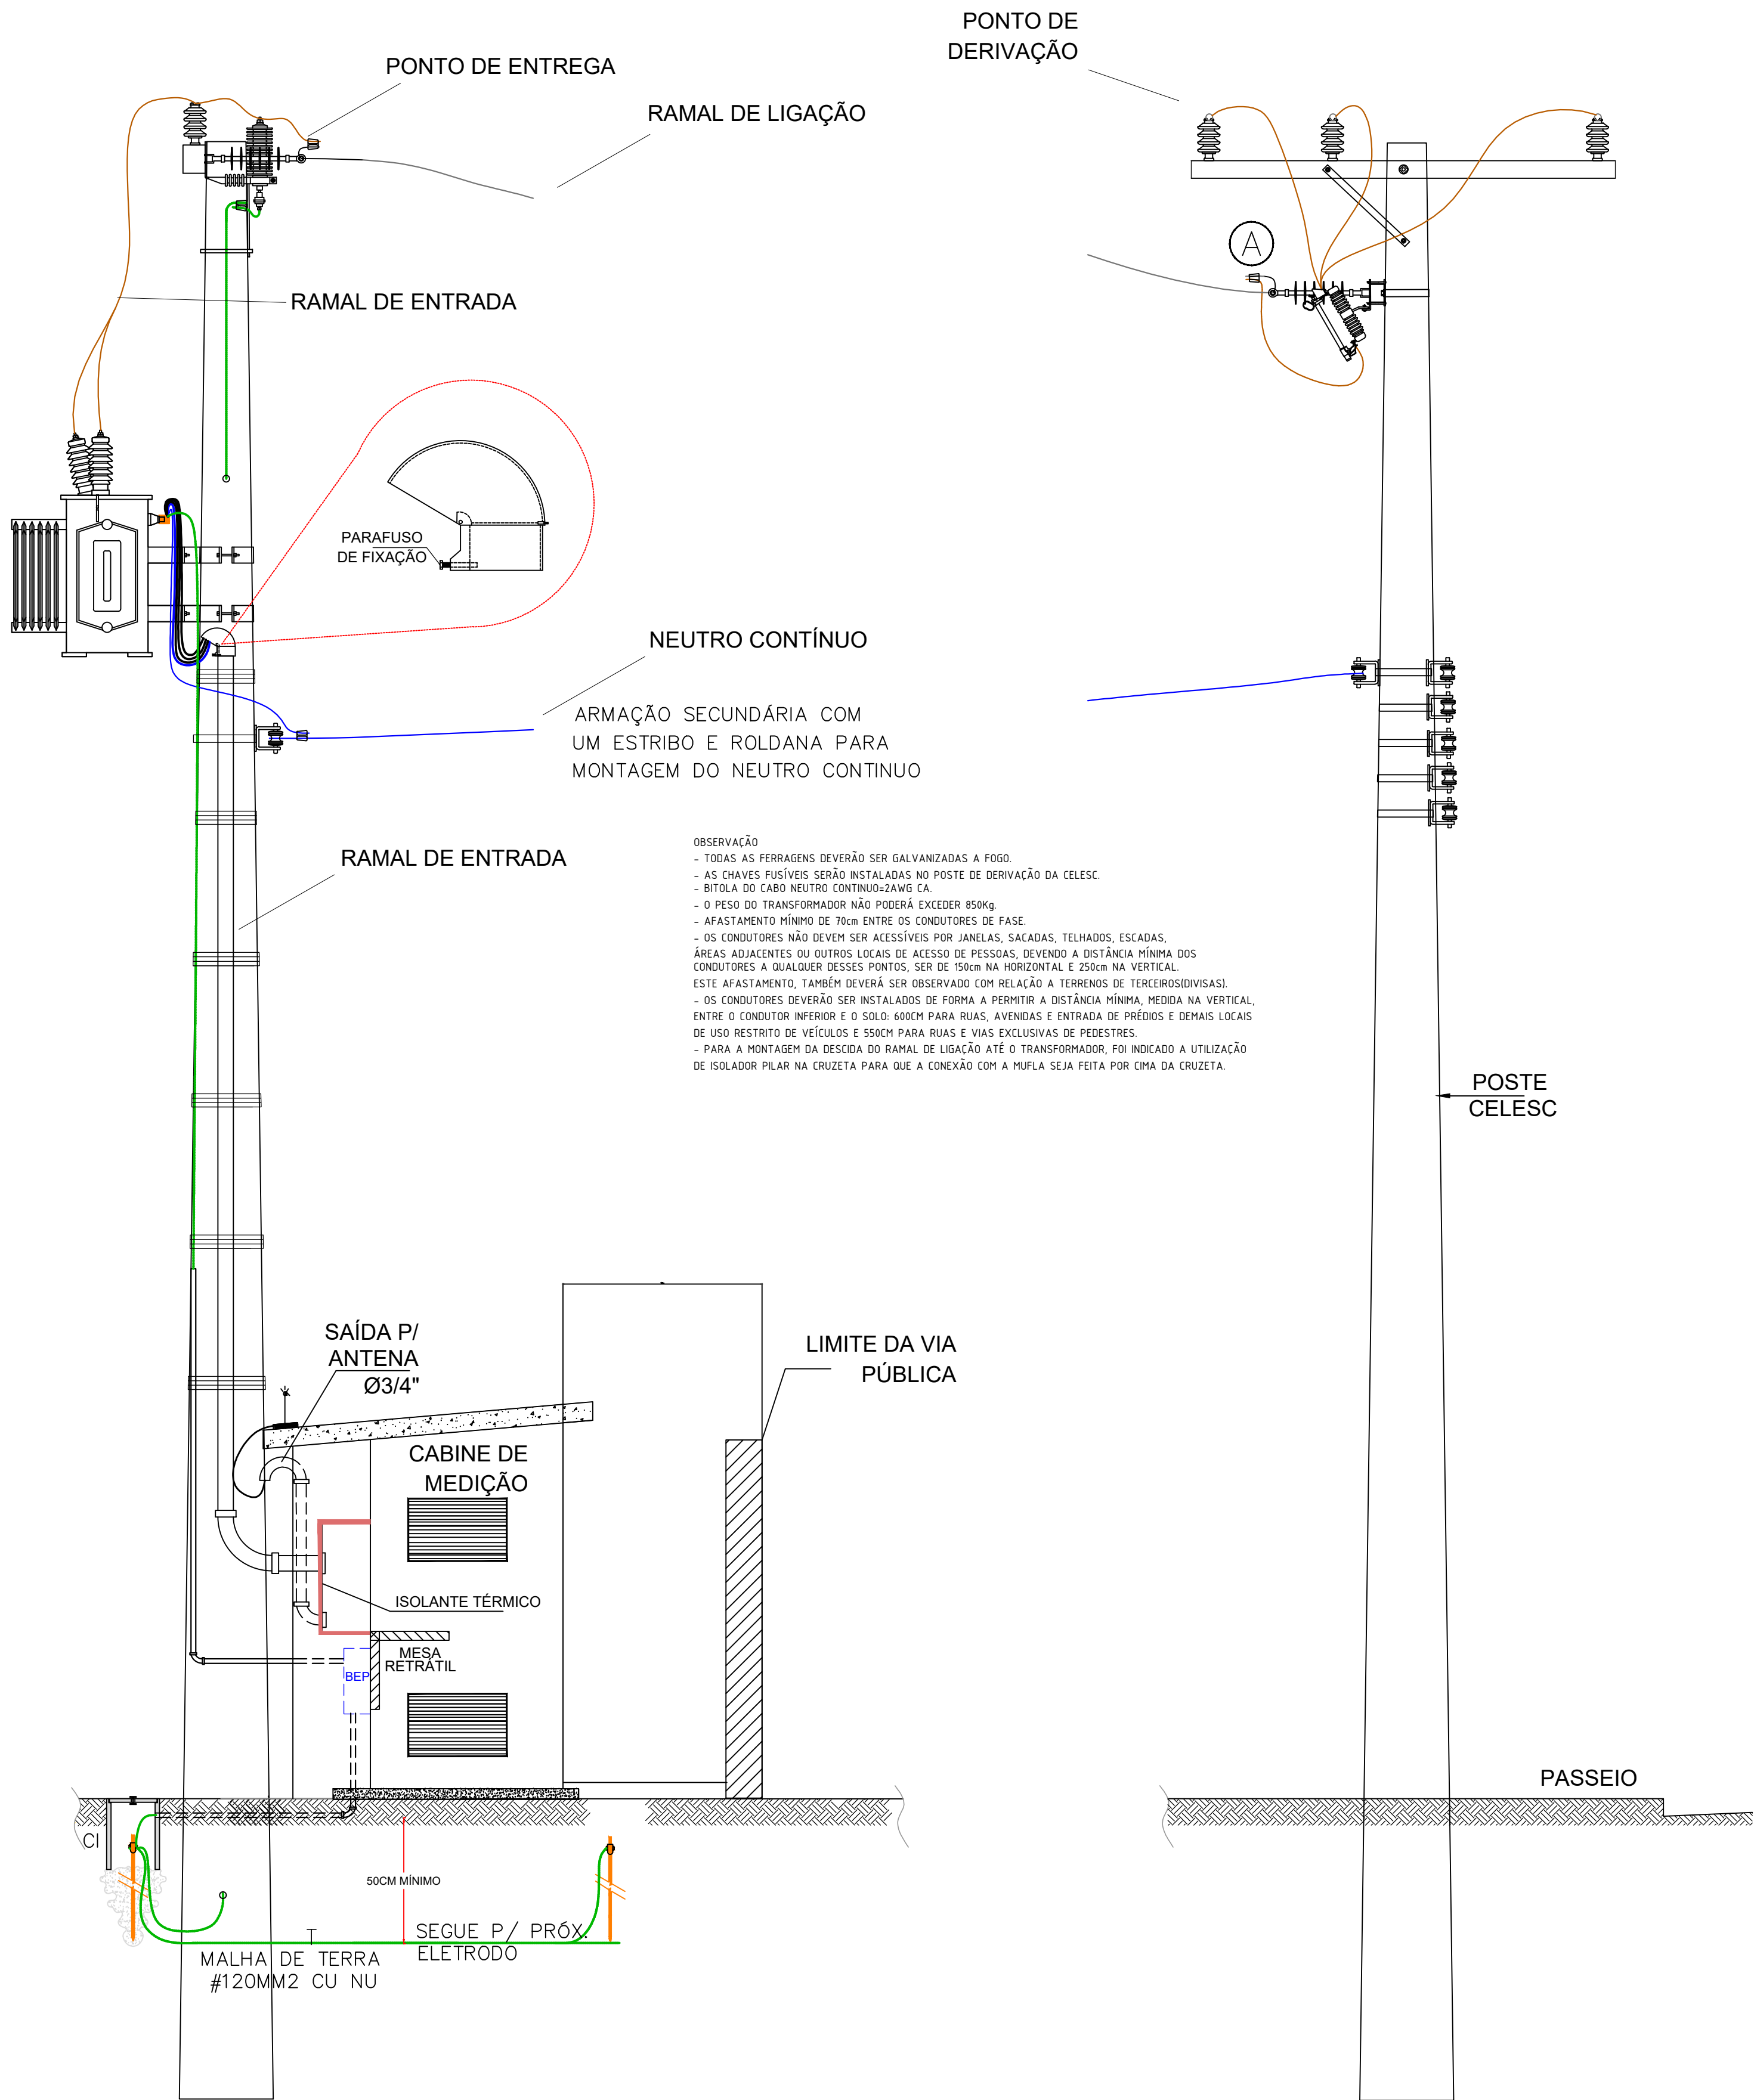 PONTO DE
DERIVAÇÃO
PONTO DE ENTREGA
RAMAL DE LIGAÇÃO
A
RAMAL DE ENTRADA
PARAFUSO
DE FIXAÇÃO
NEUTRO CONTÍNUO
ARMAÇÃO SECUNDÁRIA COM
UM ESTRIBO E ROLDANA PARA
MONTAGEM DO NEUTRO CONTINUO
RAMAL DE ENTRADA
OBSERVAÇÃO
- TODAS AS FERRAGENS DEVERÃO SER GALVANIZADAS A FOGO.
- AS CHAVES FUSÍVEIS SERÃO INSTALADAS NO POSTE DE DERIVAÇÃO DA CELESC.
- BITOLA DO CABO NEUTRO CONTINUO=2AWG CA.
- O PESO DO TRANSFORMADOR NÃO PODERÁ EXCEDER 850Kg.
- AFASTAMENTO MÍNIMO DE 70cm ENTRE OS CONDUTORES DE FASE.
- OS CONDUTORES NÃO DEVEM SER ACESSÍVEIS POR JANELAS, SACADAS, TELHADOS, ESCADAS,
ÁREAS ADJACENTES OU OUTROS LOCAIS DE ACESSO DE PESSOAS, DEVENDO A DISTÂNCIA MÍNIMA DOS
CONDUTORES A QUALQUER DESSES PONTOS, SER DE 150cm NA HORIZONTAL E 250cm NA VERTICAL.
ESTE AFASTAMENTO, TAMBÉM DEVERÁ SER OBSERVADO COM RELAÇÃO A TERRENOS DE TERCEIROS(DIVISAS).
- OS CONDUTORES DEVERÃO SER INSTALADOS DE FORMA A PERMITIR A DISTÂNCIA MÍNIMA, MEDIDA NA VERTICAL,
ENTRE O CONDUTOR INFERIOR E O SOLO: 600CM PARA RUAS, AVENIDAS E ENTRADA DE PRÉDIOS E DEMAIS LOCAIS
DE USO RESTRITO DE VEÍCULOS E 550CM PARA RUAS E VIAS EXCLUSIVAS DE PEDESTRES.
- PARA A MONTAGEM DA DESCIDA DO RAMAL DE LIGAÇÃO ATÉ O TRANSFORMADOR, FOI INDICADO A UTILIZAÇÃO
DE ISOLADOR PILAR NA CRUZETA PARA QUE A CONEXÃO COM A MUFLA SEJA FEITA POR CIMA DA CRUZETA.
POSTE
CELESC
SAÍDA P/
ANTENA
Ø3/4"
LIMITE DA VIA
PÚBLICA
CABINE DE
MEDIÇÃO
ISOLANTE TÉRMICO
MESA
RETRÁTIL
BEP
PASSEIO
CI
50CM MÍNIMO
SEGUE P/ PRÓX.
ELETRODO
MALHA DE TERRA
#120MM2 CU NU